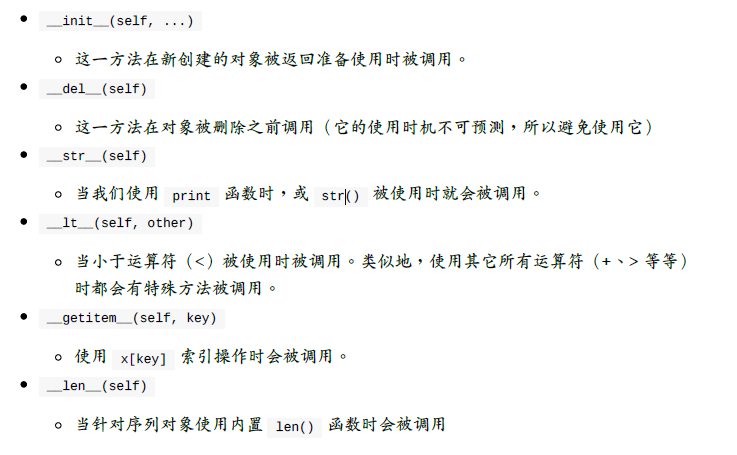 __init__(self, ...)
这一方法在新创建的对象被返回准备使用时被调用。
__del__(self)
这一方法在对象被删除之前调用（它的使用时机不可预测，所以避免使用它）
__str__(self)
当我们使用 print 函数时，或 str() 被使用时就会被调用。
__lt__(self, other)
当小于运算符（<）被使用时被调用。类似地，使用其它所有运算符（+、> 等等）
时都会有特殊方法被调用。
__getitem__(self, key)
使用 x[key] 索引操作时会被调用。
__len__(self)
当针对序列对象使用内置 len() 函数时会被调用